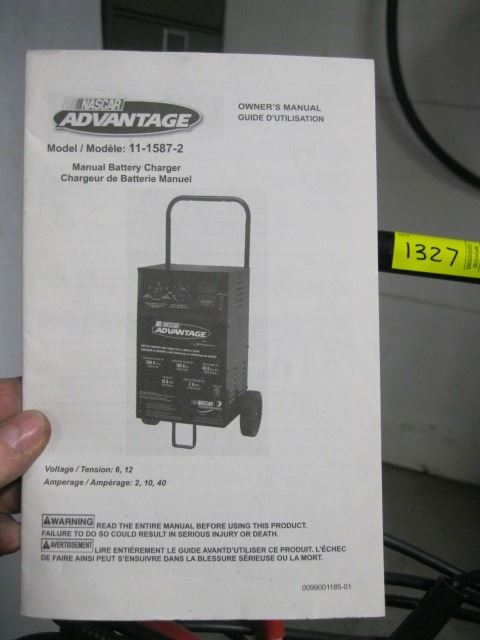 NASCAR
ADVANTAGE
OWNER'S MANUAL
GUIDE D'UTILISATION
Model / Modèle: 11-1587-2
Manual Battery Charger
Chargeur de Batterie Manuel
1327
NASCAR
ADVANTAGE
Voltage / Tension: 6, 12
Amperage / Ampérage: 2, 10, 40
WARNING READ THE ENTIRE MANUAL BEFORE USING THIS PRODUCT.
FAILURE TO DO SO COULD RESULT IN SERIOUS INJURY OR DEATH.
AVERTISSEMENT LIRE ENTIÉREMENT LE GUIDE AVANTD'UTILISER CE PRODUIT. L'ÉCHEC
DE FAIRE AINSI PEUT S'ENSUIVRE DANS LA BLESSURE SÉRIEUSE OU LA MORT.
0099001185-01